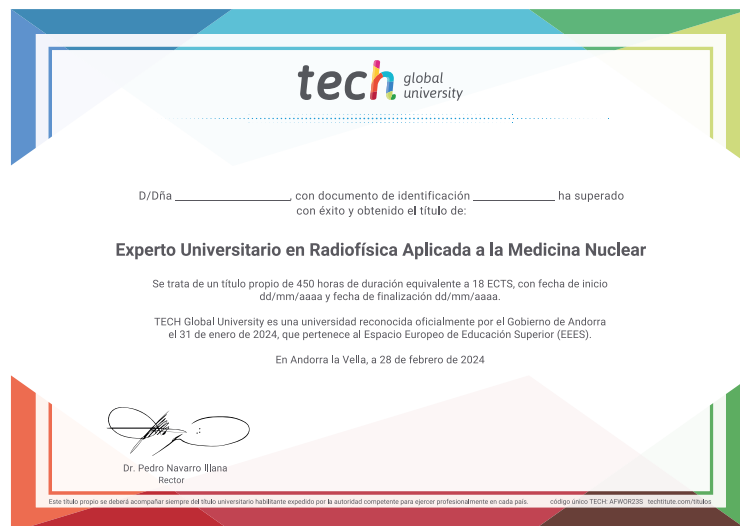 tech global
university
D/Dña ______________, con documento de identificación ____________ ha superado
con éxito y obtenido el título de:
Experto Universitario en Radiofísica Aplicada a la Medicina Nuclear
Se trata de un título propio de 450 horas de duración equivalente a 18 ECTS, con fecha de inicio
dd/mm/aaaa y fecha de finalización dd/mm/aaaa.
TECH Global University es una universidad reconocida oficialmente por el Gobierno de Andorra
el 31 de enero de 2024, que pertenece al Espacio Europeo de Educación Superior (EEES).
En Andorra la Vella, a 28 de febrero de 2024
Dr. Pedro Navarro Illana
Rector
Este título propio se deberá acompañar siempre del título universitario habilitante expedido por la autoridad competente para ejercer profesionalmente en cada país. código único TECH: AFWOR23S techtitute.com/titulos